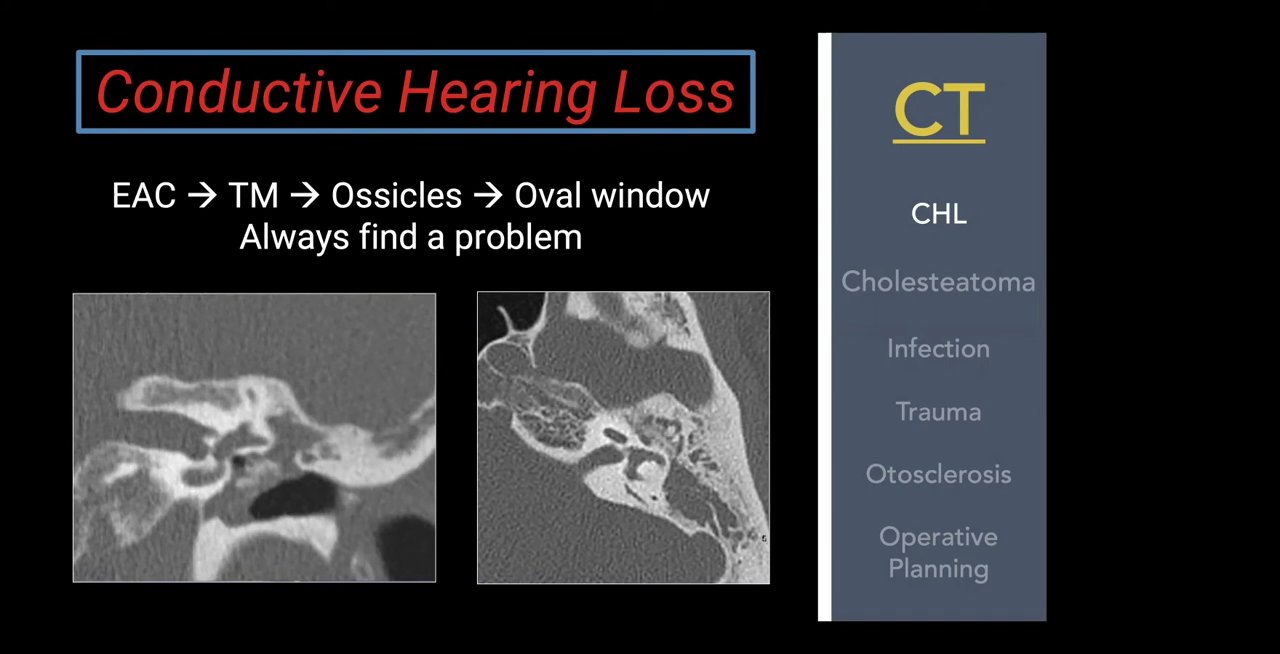 Conductive Hearing Loss
EAC → TM → Ossicles → Oval window
Always find a problem
CT
CHL
Cholesteatoma
Infection
Trauma
Otosclerosis
Operative
Planning